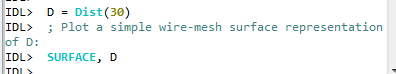 IDL> D = Dist(30)
IDL> ; Plot a simple wire-mesh surface representation
of D:
IDL> SURFACE, D
IDL>